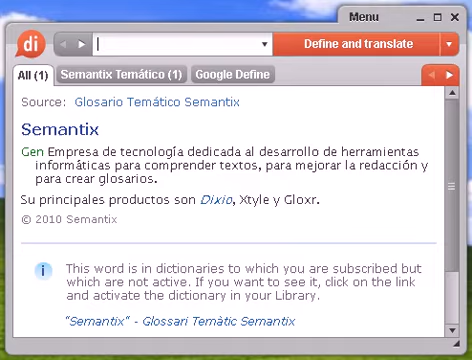 Menu
di
Define and translate
All (1)
Semantix Temático (1)
Google Define
Source: Glosario Temático Semantix
Semantix
Gen Empresa de tecnología dedicada al desarrollo de herramientas
informáticas para comprender textos, para mejorar la redacción y
para crear glosarios.
Su principales producto son Dixio, Xtyle y Gloxr.
© 2010 Semantix
i
This word is in dictionaries to which you are subscribed but
which are not active. If you want to see it, click on the link
and activate the dictionary in your Library.
"Semantix" - Glossari Temàtic Semantix